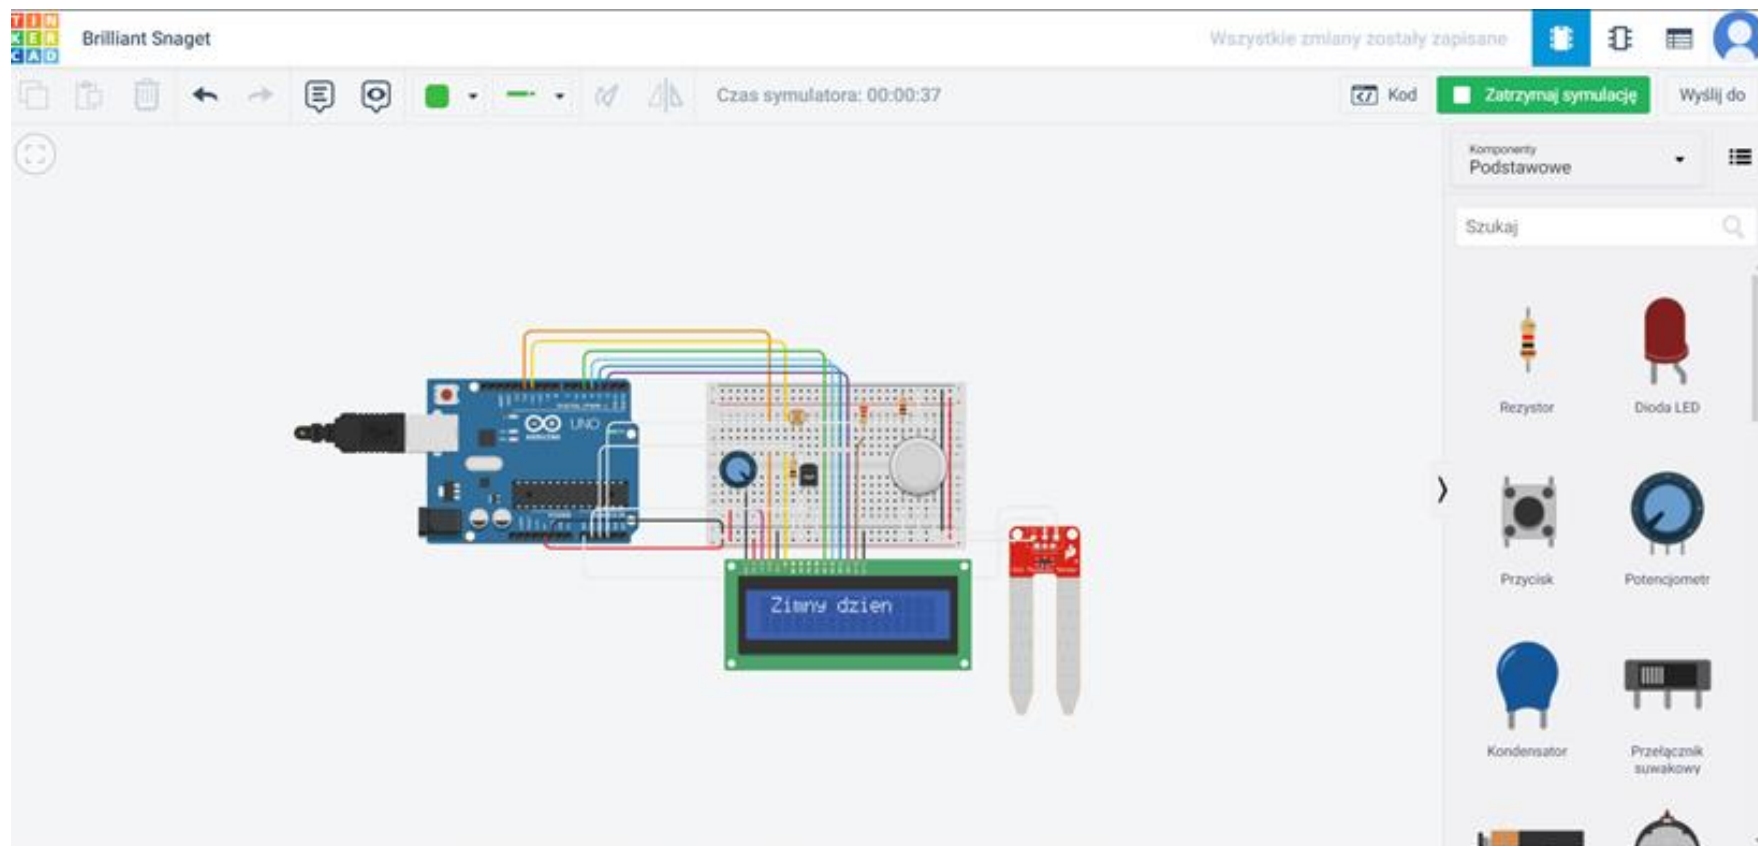 TIN
KER
CAD
Brilliant Snaget
Wszystkie zmiany zostały zapisane
Czas symulatora: 00:00:37
Kod
Zatrzymaj symulację
Wyślij do
Komponenty
Podstawowe
Szukaj
Rezystor
Dioda LED
UNO
Zimny dzien
Przycisk
Potencjometr
Kondensator
Przełącznik
suwakowy